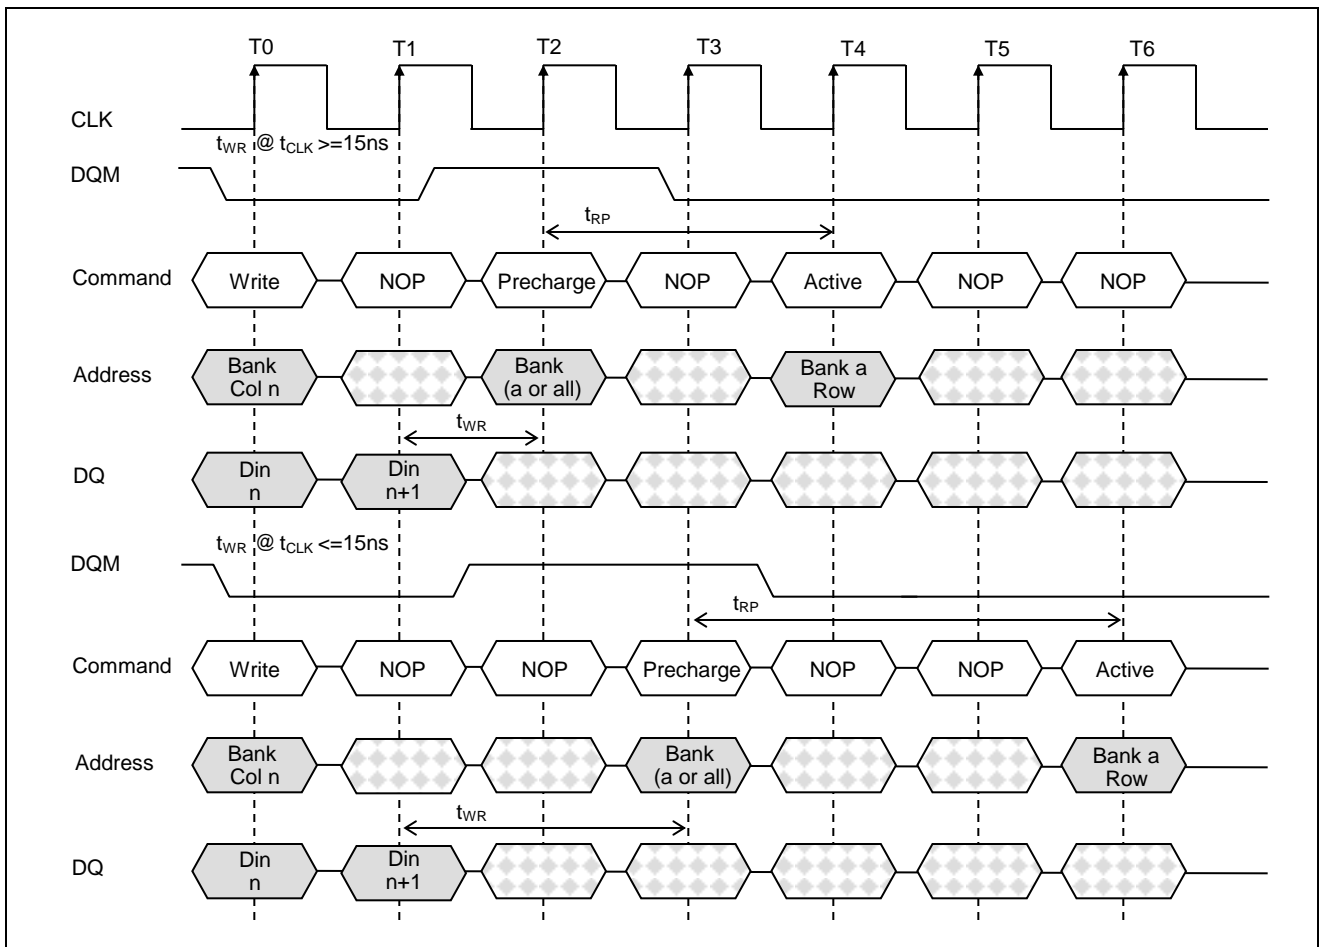 T0 T1 T2 T3 T4 T5 T6
CLK
tWR @ tCLK >=15ns
DQM
tRP
Command Write NOP Precharge NOP Active NOP NOP
Address Bank Col n Bank (a or all) Bank a Row
tWR
DQ Din n Din n+1
tWR @ tCLK <=15ns
DQM
tRP
Command Write NOP NOP Precharge NOP NOP Active
Address Bank Col n Bank (a or all) Bank a Row
tWR
DQ Din n Din n+1